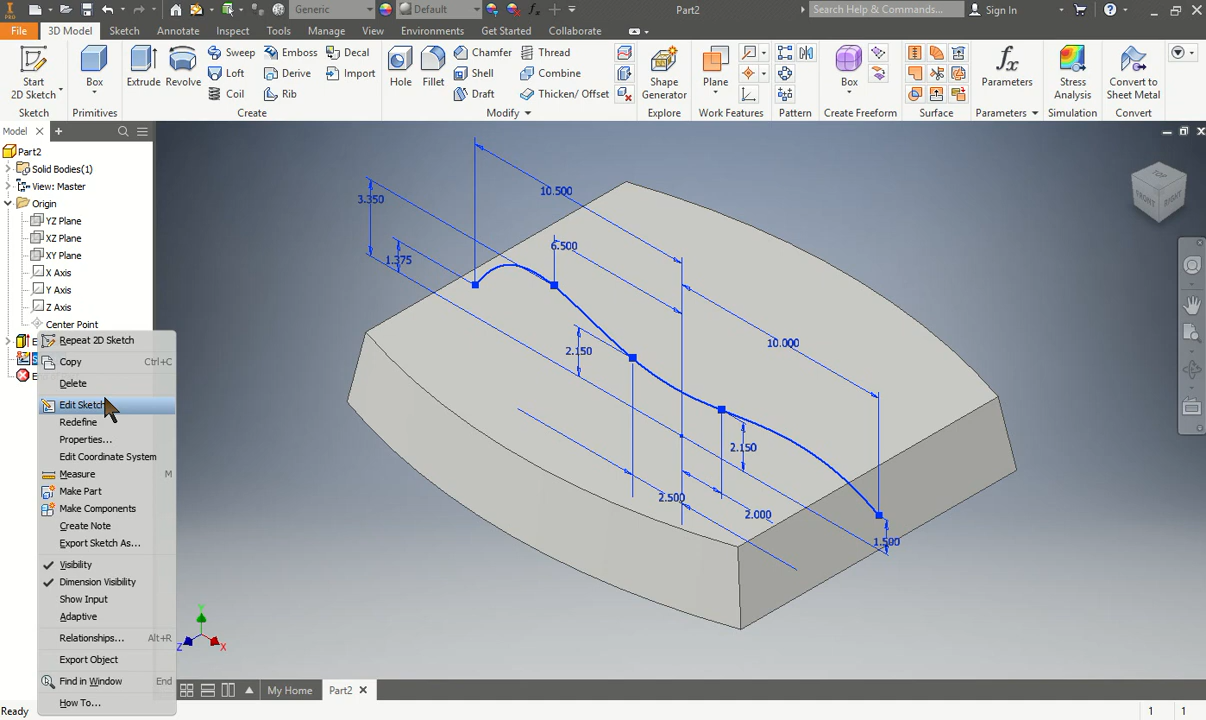 PRO
Generic
Default
Part2
Search Help & Commands...
Sign In
File
3D Model
Sketch
Annotate
Inspect
Tools
Manage
View
Environments
Get Started
Collaborate
Start
2D Sketch
Box
Extrude
Revolve
Sweep
Loft
Coil
Emboss
Derive
Rib
Decal
Import
Hole
Fillet
Chamfer
Shell
Draft
Thread
Combine
Thicken/ Offset
Shape
Generator
Plane
Box
Parameters
Stress
Analysis
Convert to
Sheet Metal
Sketch
Primitives
Create
Modify
Explore
Work Features
Pattern
Create Freeform
Surface
Parameters
Simulation
Convert
Model
Part2
Solid Bodies(1)
View: Master
Origin
YZ Plane
XZ Plane
XY Plane
X Axis
Y Axis
Z Axis
Center Point
Repeat 2D Sketch
Copy Ctrl+C
Delete
Edit Sketch
Redefine
Properties...
Edit Coordinate System
Measure M
Make Part
Make Components
Create Note
Export Sketch As...
Visibility
Dimension Visibility
Show Input
Adaptive
Relationships... Alt+R
Export Object
Find in Window End
How To...
10.500
3.350
6.500
1.375
2.150
10.000
2.150
2.500
2.000
1.500
TOP
FRONT
RIGHT
Y
Z
X
My Home
Part2
Ready
1 1